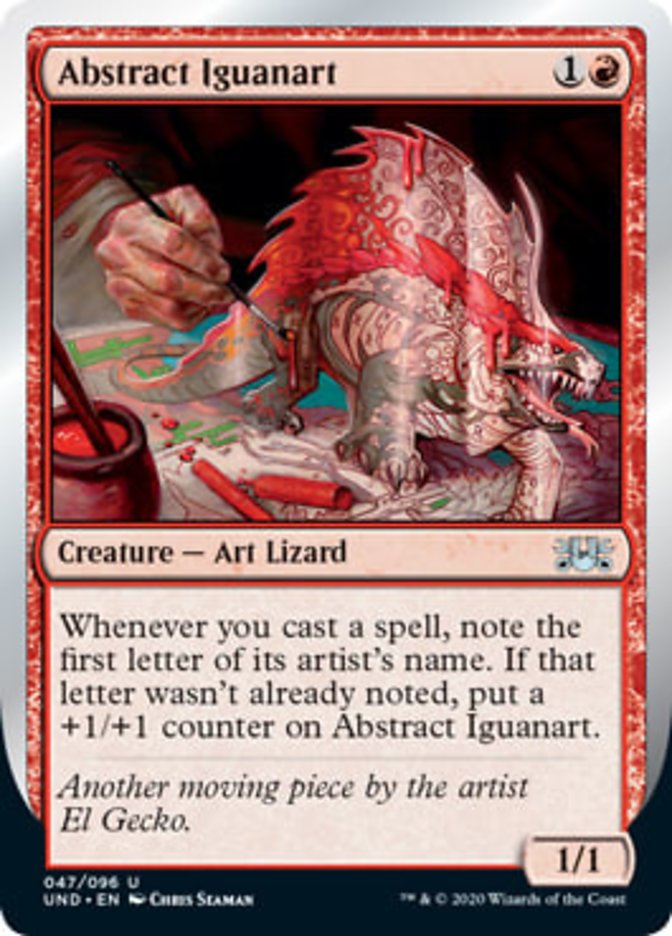 Abstract Iguanart 1
Creature — Art Lizard
Whenever you cast a spell, note the
first letter of its artist's name. If that
letter wasn't already noted, put a
+1/+1 counter on Abstract Iguanart.
Another moving piece by the artist
El Gecko.
1/1
047/096 U
UND • EN Chris Seaman ™ & © 2020 Wizards of the Coast